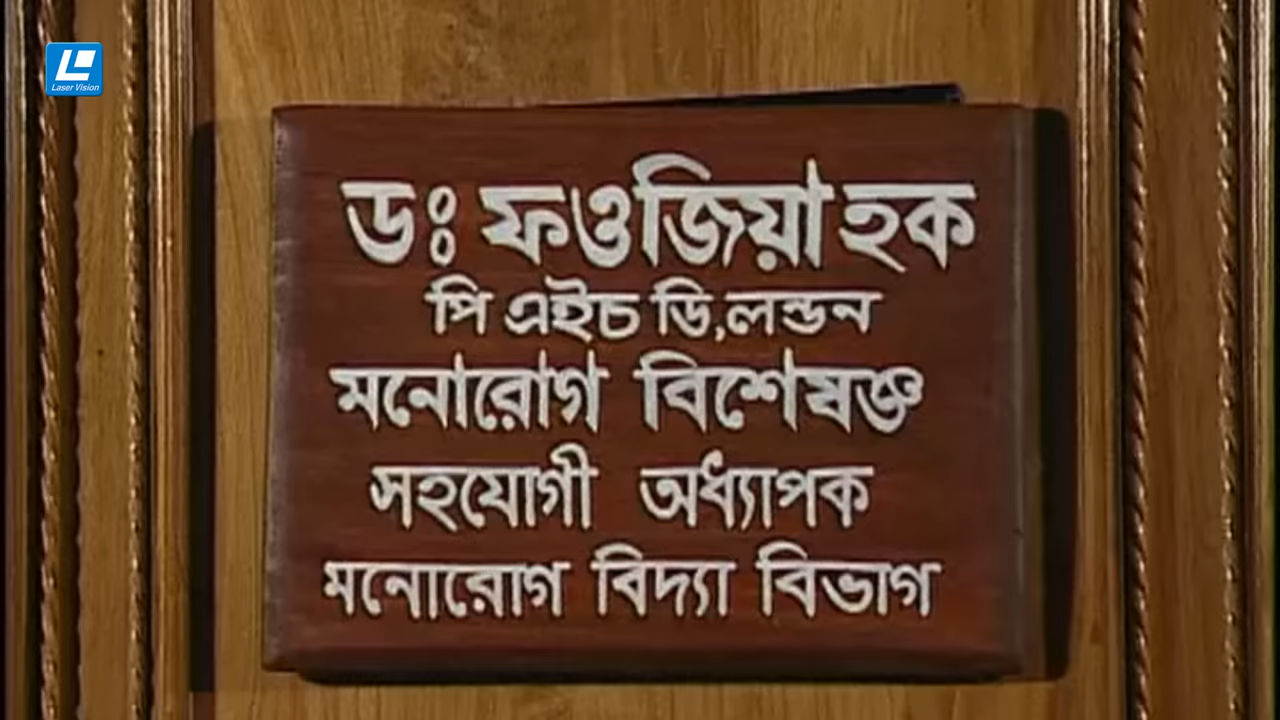 Laser Vision
ডঃ ফওজিয়া হক
পি এইচ ডি,লন্ডন
মনোরোগ বিশেষজ্ঞ
সহযোগী অধ্যাপক
মনোরোগ বিদ্যা বিভাগ